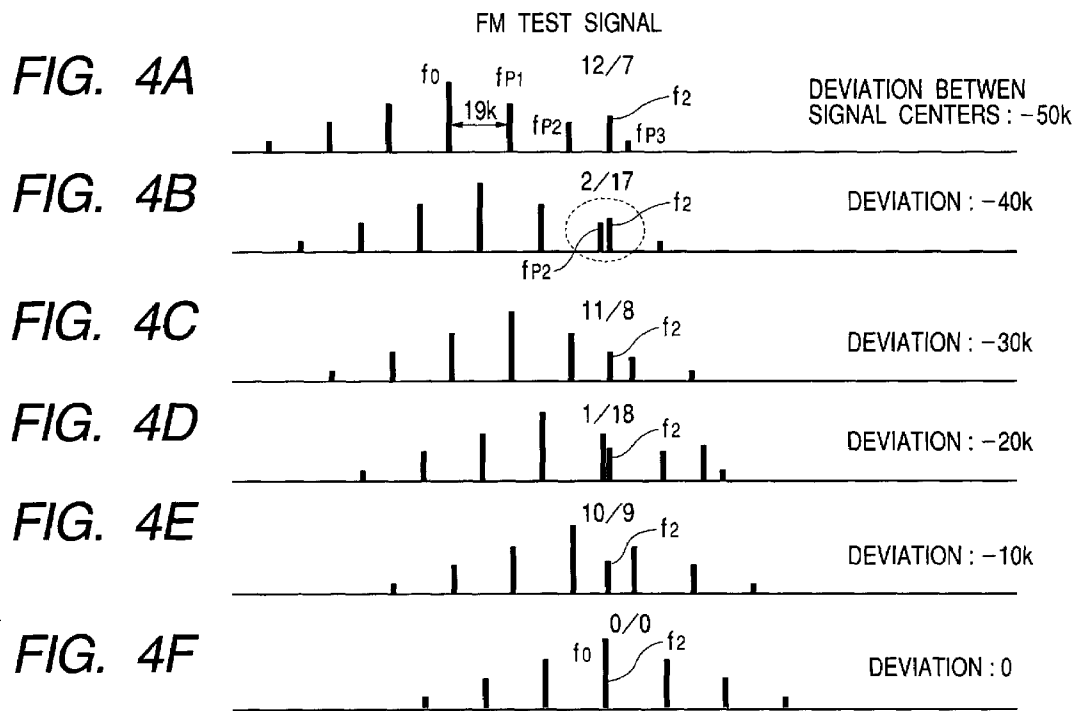 FM TEST SIGNAL
FIG. 4A
f0
19k
fP1
fP2
12/7
f2
fP3
DEVIATION BETWEN
SIGNAL CENTERS : -50k
FIG. 4B
2/17
f2
fP2
DEVIATION : -40k
FIG. 4C
11/8
f2
DEVIATION : -30k
FIG. 4D
1/18
f2
DEVIATION : -20k
FIG. 4E
10/9
f2
DEVIATION : -10k
FIG. 4F
f0
0/0
f2
DEVIATION : 0